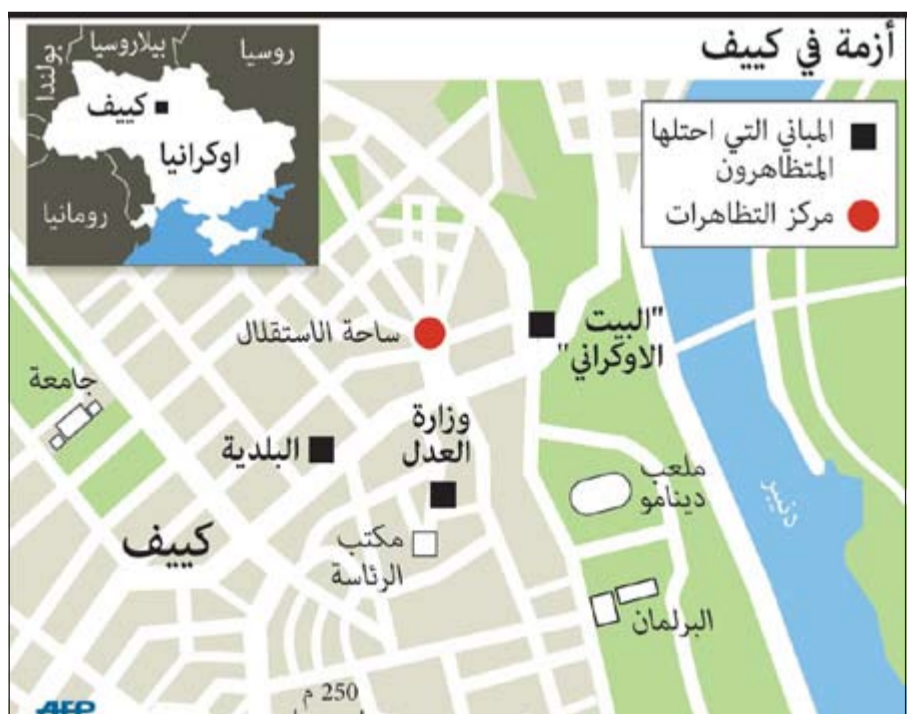 أزمة في كييف
المباني التي احتلها
المتظاهرون
مركز التظاهرات
روسيا
بيلاروسيا
بولندا
كييف
اوكرانيا
رومانيا
"البيت
الاوكراني"
ساحة الاستقلال
جامعة
وزارة
العدل
البلدية
ملعب
دينامو
دنيبر
كييف
مكتب
الرئاسة
البرلمان
250 م
AFP